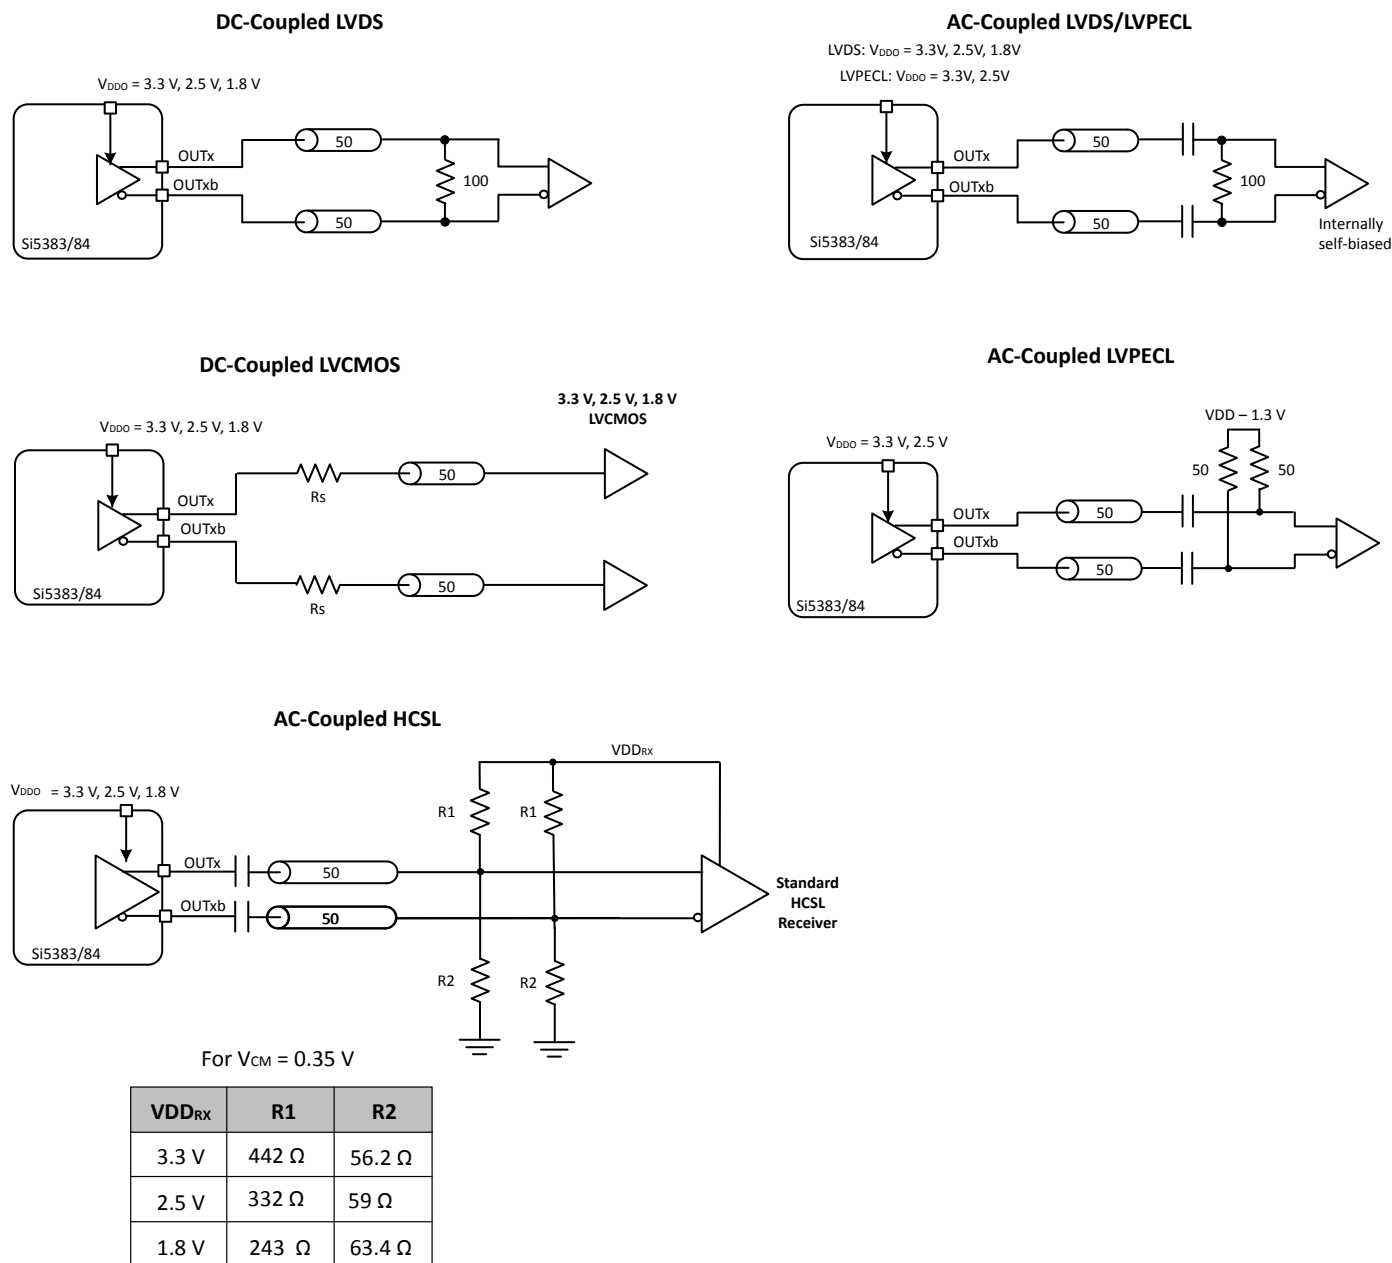 DC-Coupled LVDS
VDDO = 3.3 V, 2.5 V, 1.8 V
OUTx
OUTxb
50
50
100
Si5383/84
AC-Coupled LVDS/LVPECL
LVDS: VDDO = 3.3V, 2.5V, 1.8V
LVPECL: VDDO = 3.3V, 2.5V
OUTx
OUTxb
50
50
100
Si5383/84
Internally
self-biased
DC-Coupled LVCMOS
3.3 V, 2.5 V, 1.8 V
LVCMOS
VDDO = 3.3 V, 2.5 V, 1.8 V
OUTx
OUTxb
Rs
50
Rs
50
Si5383/84
AC-Coupled LVPECL
VDD – 1.3 V
VDDO = 3.3 V, 2.5 V
50
50
OUTx
OUTxb
50
50
Si5383/84
AC-Coupled HCSL
VDDRX
VDDO = 3.3 V, 2.5 V, 1.8 V
R1
R1
OUTx
OUTxb
50
50
Standard
HCSL
Receiver
Si5383/84
R2
R2
For VCM = 0.35 V
VDDRX R1 R2
3.3 V 442 Ω 56.2 Ω
2.5 V 332 Ω 59 Ω
1.8 V 243 Ω 63.4 Ω